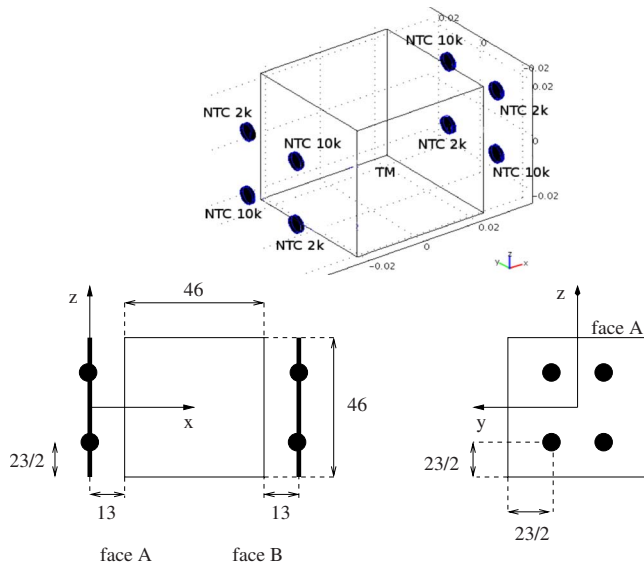 0.02
NTC 10k
0
-0.02
0.02
NTC 2k
NTC 2k
NTC 10k
NTC 2k
0
NTC 10k
TM
NTC 10k
-0.02
NTC 2k
0.02
0
-0.02
z
y
x
46
z
z
face A
46
x
y
23/2
23/2
13
13
23/2
face A
face B